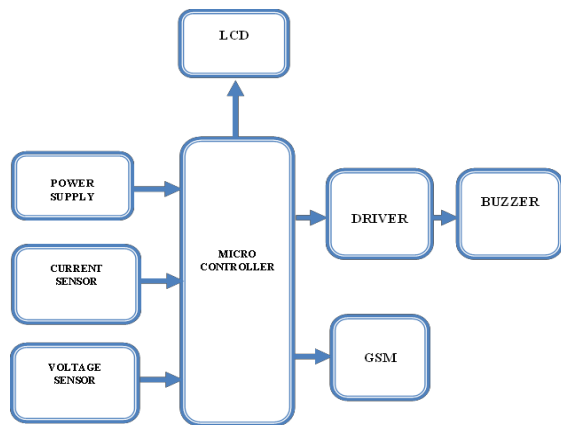 LCD
POWER
SUPPLY
CURRENT
SENSOR
VOLTAGE
SENSOR
MICRO
CONTROLLER
DRIVER
BUZZER
GSM